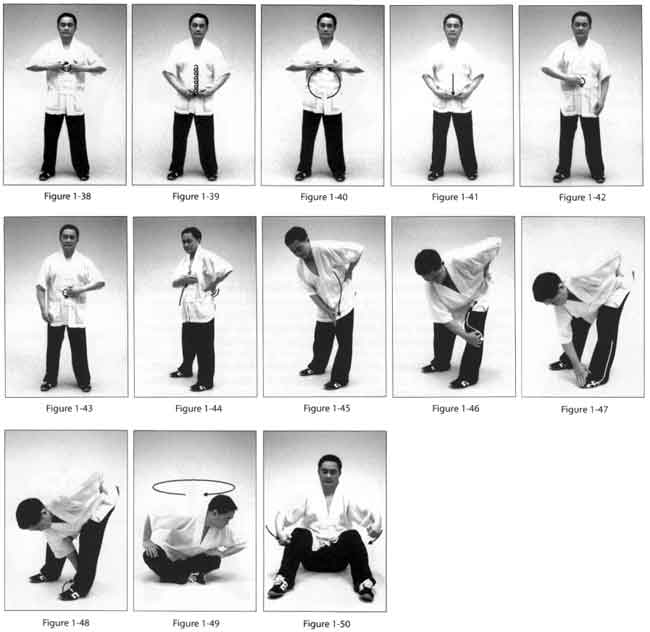 Figure 1-38
Figure 1-39
Figure 1-40
Figure 1-41
Figure 1-42
Figure 1-43
Figure 1-44
Figure 1-45
Figure 1-46
Figure 1-47
Figure 1-48
Figure 1-49
Figure 1-50